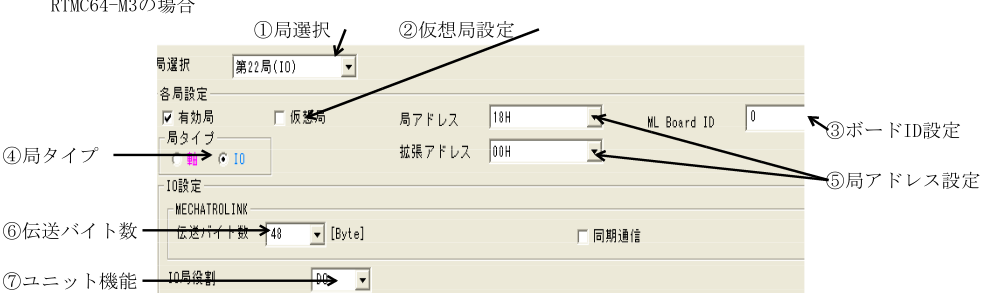 RTMC64-M3の場合
①局選択 ②仮想局設定
局選択 第22局(IO)
各局設定
有効局 仮想局 局アドレス 18H ML Board ID 0
③ボードID設定
局タイプ
④局タイプ 軸 IO 拡張アドレス 00H
⑤局アドレス設定
IO設定
MECHATROLINK
⑥伝送バイト数 伝送バイト数 48 [Byte] 同期通信
⑦ユニット機能 IO局役割